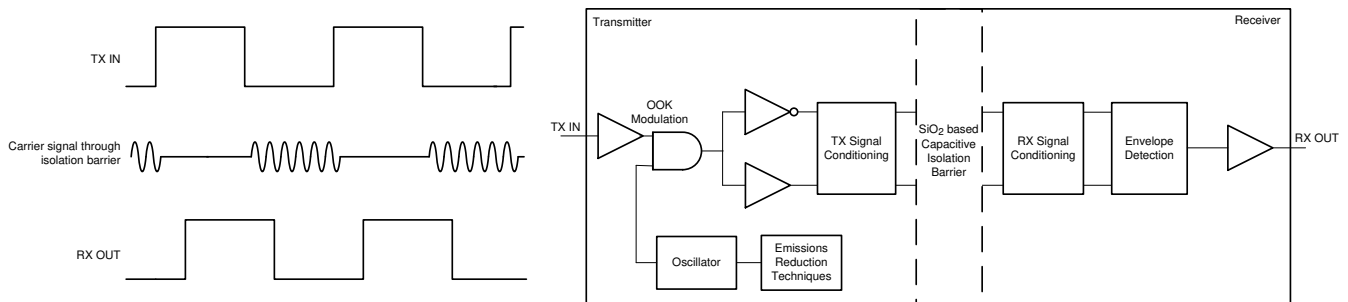 TX IN
Carrier signal through
isolation barrier
RX OUT
Transmitter
Receiver
TX IN
OOK
Modulation
TX Signal
Conditioning
SiO2 based
Capacitive
Isolation
Barrier
RX Signal
Conditioning
Envelope
Detection
RX OUT
Oscillator
Emissions
Reduction
Techniques